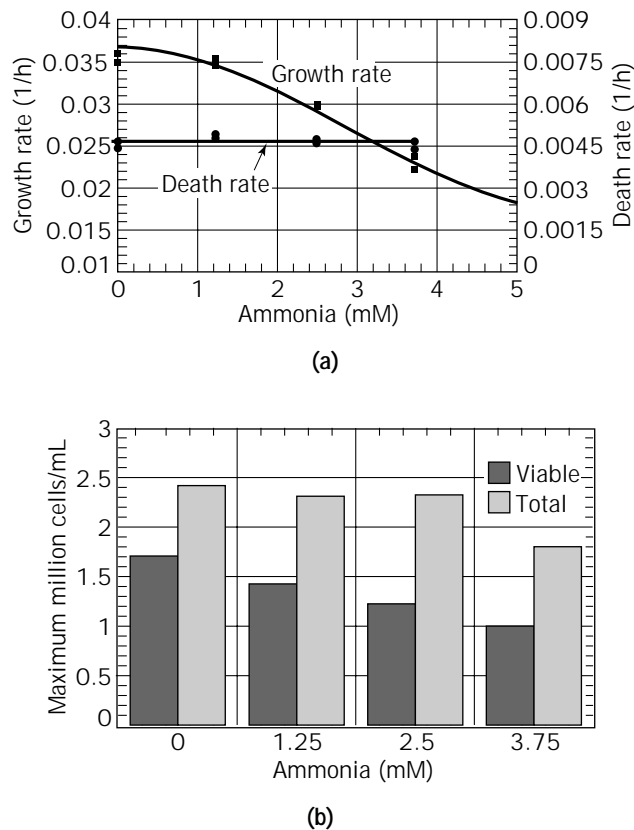 Growth rate (1/h)
0.04
0.035
0.03
0.025
0.02
0.015
0.01
0.009
0.0075
0.006
0.0045
0.003
0.0015
0
Death rate (1/h)
Growth rate
Death rate
0 1 2 3 4 5
Ammonia (mM)
(a)
Maximum million cells/mL
3
2.5
2
1.5
1
0.5
0
Viable
Total
0 1.25 2.5 3.75
Ammonia (mM)
(b)